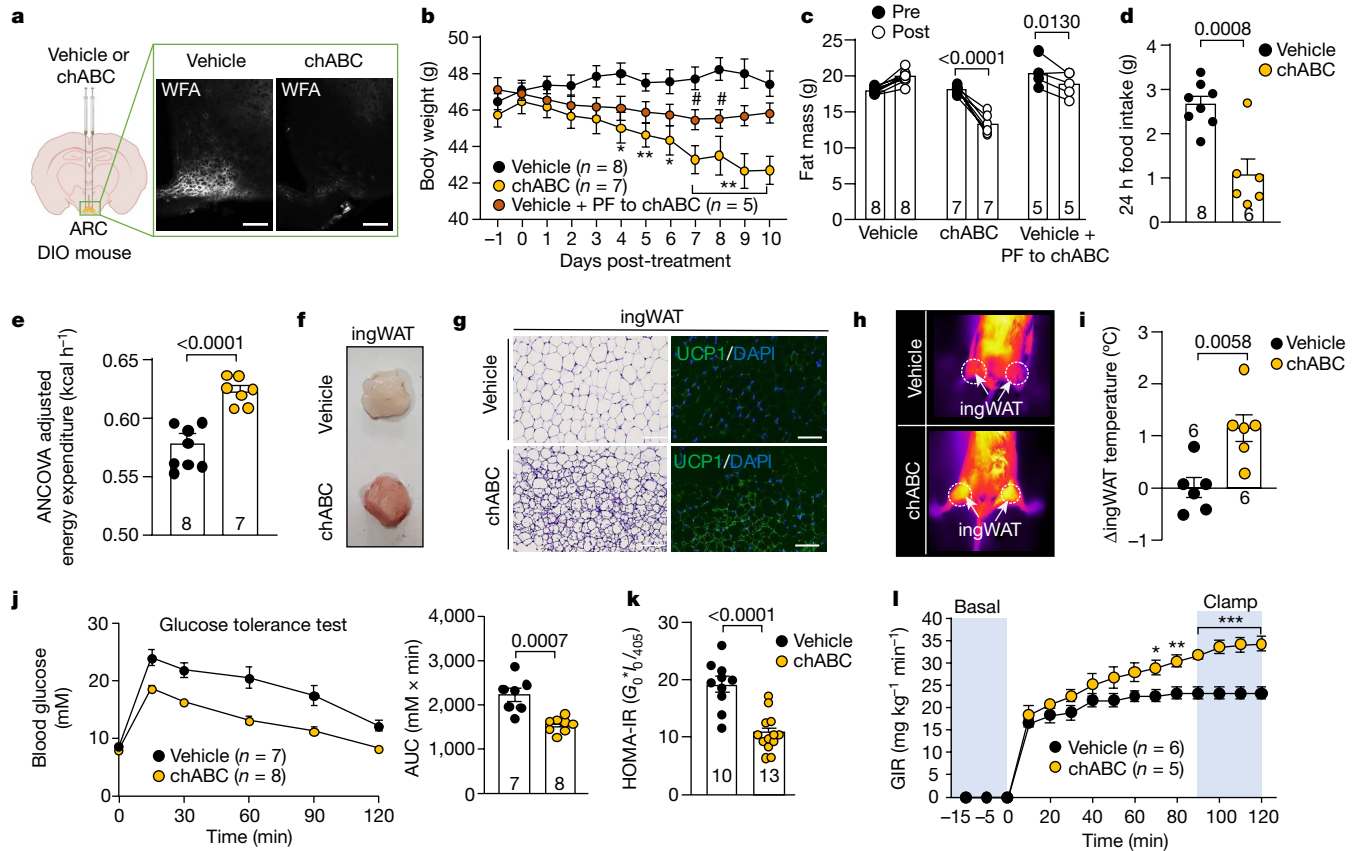 a
Vehicle or
chABC
Vehicle
chABC
WFA
WFA
ARC
DIO mouse
b
Body weight (g)
50
48
46
44
42
40
# #
* ** *
**
Vehicle (n = 8)
chABC (n = 7)
Vehicle + PF to chABC (n = 5)
−1 0 1 2 3 4 5 6 7 8 9 10
Days post-treatment
c
Pre
Post
Fat mass (g)
25
20
15
10
5
0
<0.0001
0.0130
8 8 7 7 5 5
Vehicle chABC Vehicle +
PF to chABC
d
24 h food intake (g)
4
3
2
1
0
0.0008
Vehicle
chABC
8 6
e
ANCOVA adjusted
energy expenditure (kcal h−1)
0.65
0.60
0.55
0.50
<0.0001
8 7
f
ingWAT
Vehicle
chABC
g
ingWAT
Vehicle
UCP1/DAPI
chABC
UCP1/DAPI
h
Vehicle
ingWAT
chABC
ingWAT
i
ΔingWAT temperature (ºC)
3
2
1
0
−1
0.0058
Vehicle
chABC
6
6
j
Blood glucose
(mM)
30
20
10
0
Glucose tolerance test
Vehicle (n = 7)
chABC (n = 8)
0 30 60 90 120
Time (min)
AUC (mM × min)
4,000
3,000
2,000
1,000
0
0.0007
7 8
k
HOMA-IR (G0*I0/405)
30
20
10
0
<0.0001
Vehicle
chABC
10 13
l
GIR (mg kg−1 min−1)
40
35
30
25
20
15
10
5
0
Basal
Clamp
* ** ***
Vehicle (n = 6)
chABC (n = 5)
−15 −5 0 20 40 60 80 100 120
Time (min)